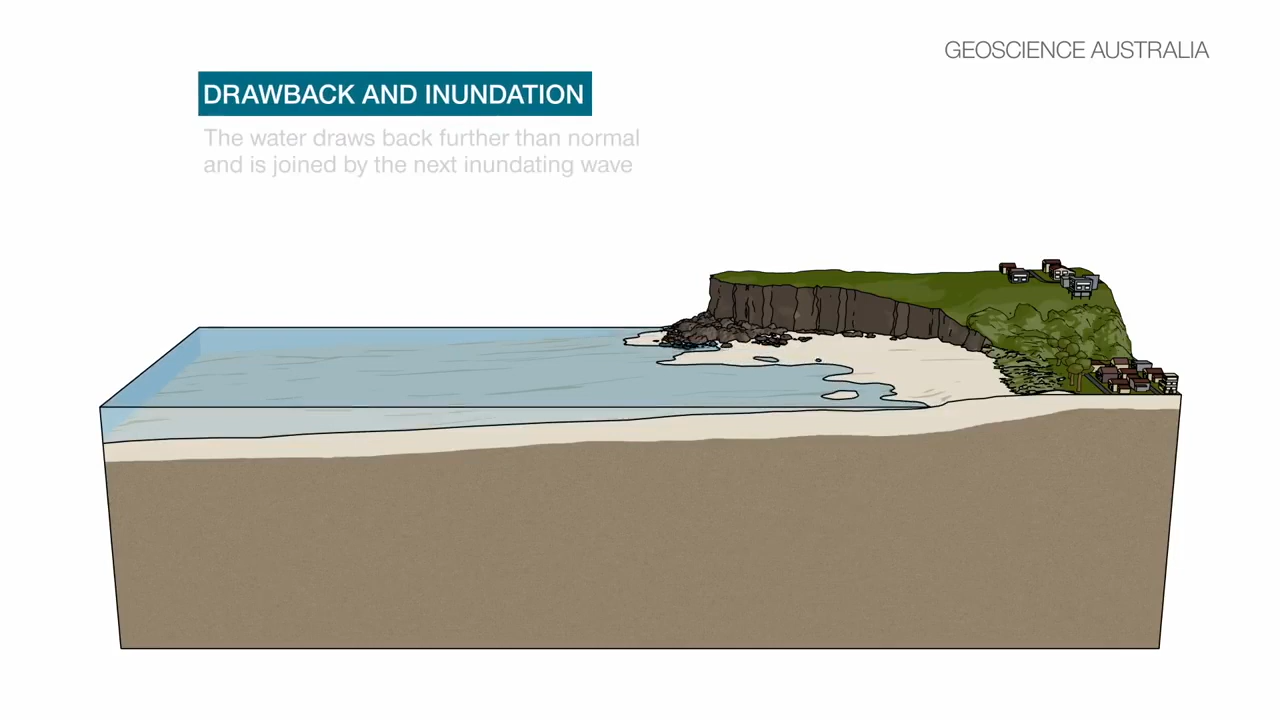 GEOSCIENCE AUSTRALIA
DRAWBACK AND INUNDATION
The water draws back further than normal
and is joined by the next inundating wave